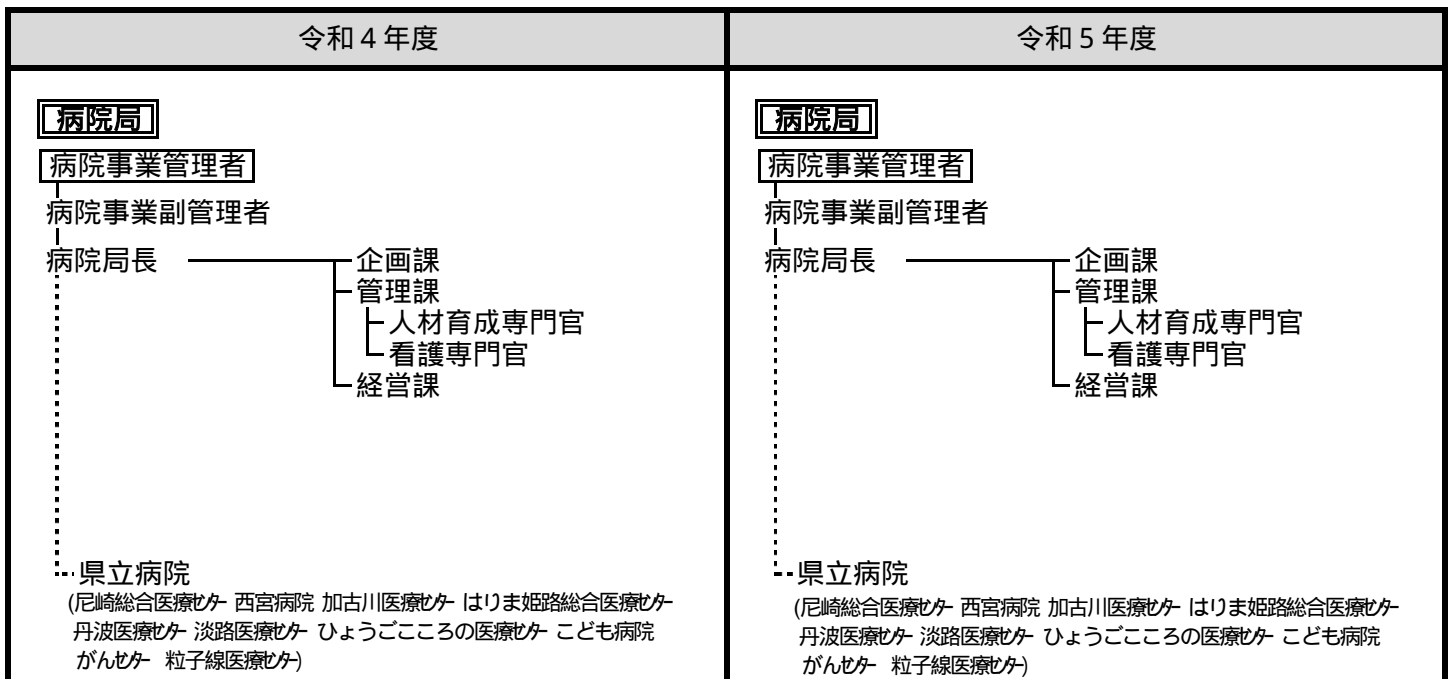 令和4年度
病院局
病院事業管理者
病院事業副管理者
病院局長
企画課
管理課
人材育成専門官
看護専門官
経営課
県立病院
(尼崎総合医療ｾﾝﾀｰ 西宮病院 加古川医療ｾﾝﾀｰ はりま姫路総合医療ｾﾝﾀｰ
丹波医療ｾﾝﾀｰ 淡路医療ｾﾝﾀｰ ひょうごこころの医療ｾﾝﾀｰ こども病院
がんｾﾝﾀｰ 粒子線医療ｾﾝﾀｰ)
令和5年度
病院局
病院事業管理者
病院事業副管理者
病院局長
企画課
管理課
人材育成専門官
看護専門官
経営課
県立病院
(尼崎総合医療ｾﾝﾀｰ 西宮病院 加古川医療ｾﾝﾀｰ はりま姫路総合医療ｾﾝﾀｰ
丹波医療ｾﾝﾀｰ 淡路医療ｾﾝﾀｰ ひょうごこころの医療ｾﾝﾀｰ こども病院
がんｾﾝﾀｰ 粒子線医療ｾﾝﾀｰ)